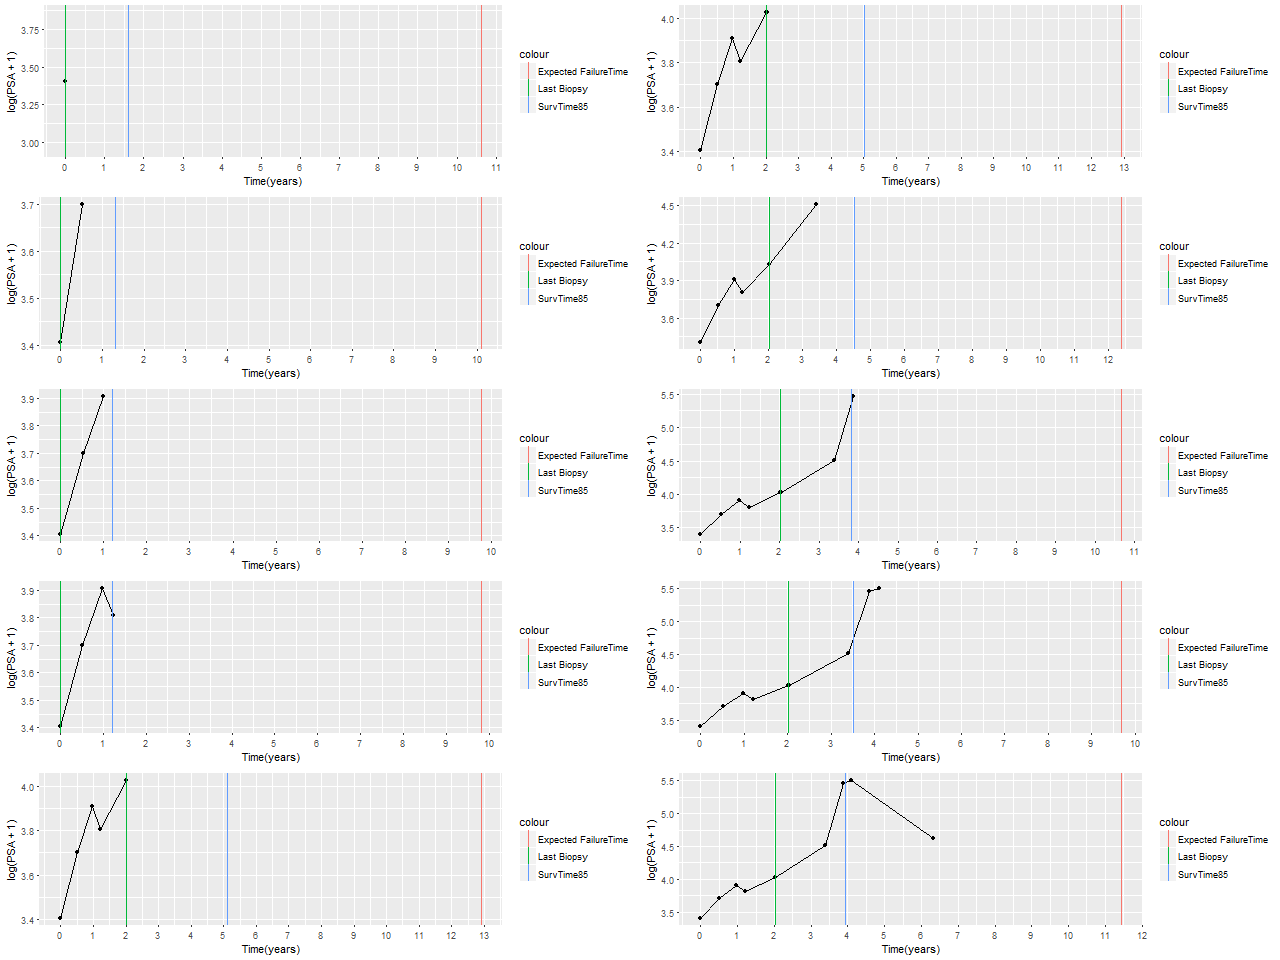 3.75
3.50
3.25
3.00
log(PSA + 1)
0 1 2 3 4 5 6 7 8 9 10 11
Time(years)
colour
Expected FailureTime
Last Biopsy
SurvTime85
4.0
3.8
3.6
3.4
log(PSA + 1)
0 1 2 3 4 5 6 7 8 9 10 11 12 13
Time(years)
colour
Expected FailureTime
Last Biopsy
SurvTime85
3.7
3.6
3.5
3.4
log(PSA + 1)
0 1 2 3 4 5 6 7 8 9 10
Time(years)
colour
Expected FailureTime
Last Biopsy
SurvTime85
4.5
4.2
3.9
3.6
log(PSA + 1)
0 1 2 3 4 5 6 7 8 9 10 11 12
Time(years)
colour
Expected FailureTime
Last Biopsy
SurvTime85
3.9
3.8
3.7
3.6
3.5
3.4
log(PSA + 1)
0 1 2 3 4 5 6 7 8 9 10
Time(years)
colour
Expected FailureTime
Last Biopsy
SurvTime85
5.5
5.0
4.5
4.0
3.5
log(PSA + 1)
0 1 2 3 4 5 6 7 8 9 10 11
Time(years)
colour
Expected FailureTime
Last Biopsy
SurvTime85
3.9
3.8
3.7
3.6
3.5
3.4
log(PSA + 1)
0 1 2 3 4 5 6 7 8 9 10
Time(years)
colour
Expected FailureTime
Last Biopsy
SurvTime85
5.5
5.0
4.5
4.0
3.5
log(PSA + 1)
0 1 2 3 4 5 6 7 8 9 10
Time(years)
colour
Expected FailureTime
Last Biopsy
SurvTime85
4.0
3.8
3.6
3.4
log(PSA + 1)
0 1 2 3 4 5 6 7 8 9 10 11 12 13
Time(years)
colour
Expected FailureTime
Last Biopsy
SurvTime85
5.5
5.0
4.5
4.0
3.5
log(PSA + 1)
0 1 2 3 4 5 6 7 8 9 10 11 12
Time(years)
colour
Expected FailureTime
Last Biopsy
SurvTime85